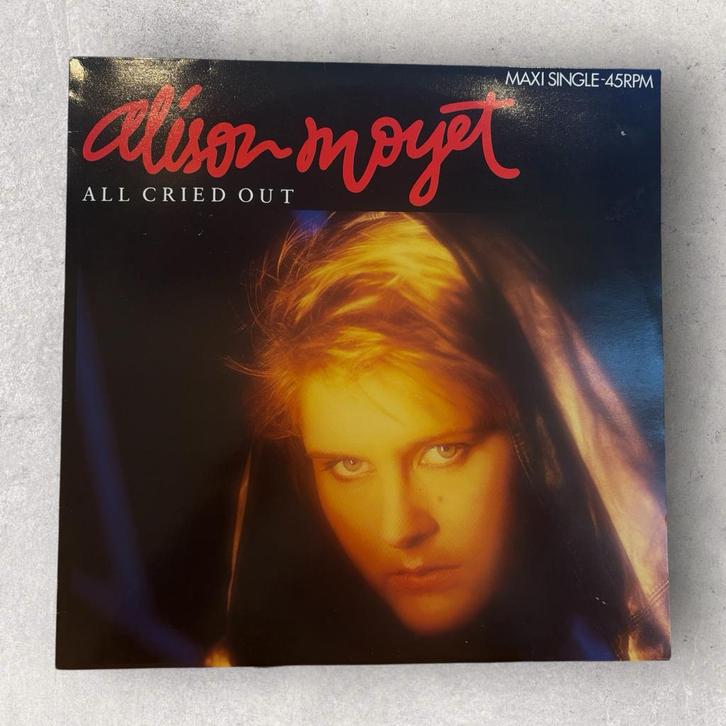 MAXI SINGLE-45RPM
alison moyet
ALL CRIED OUT